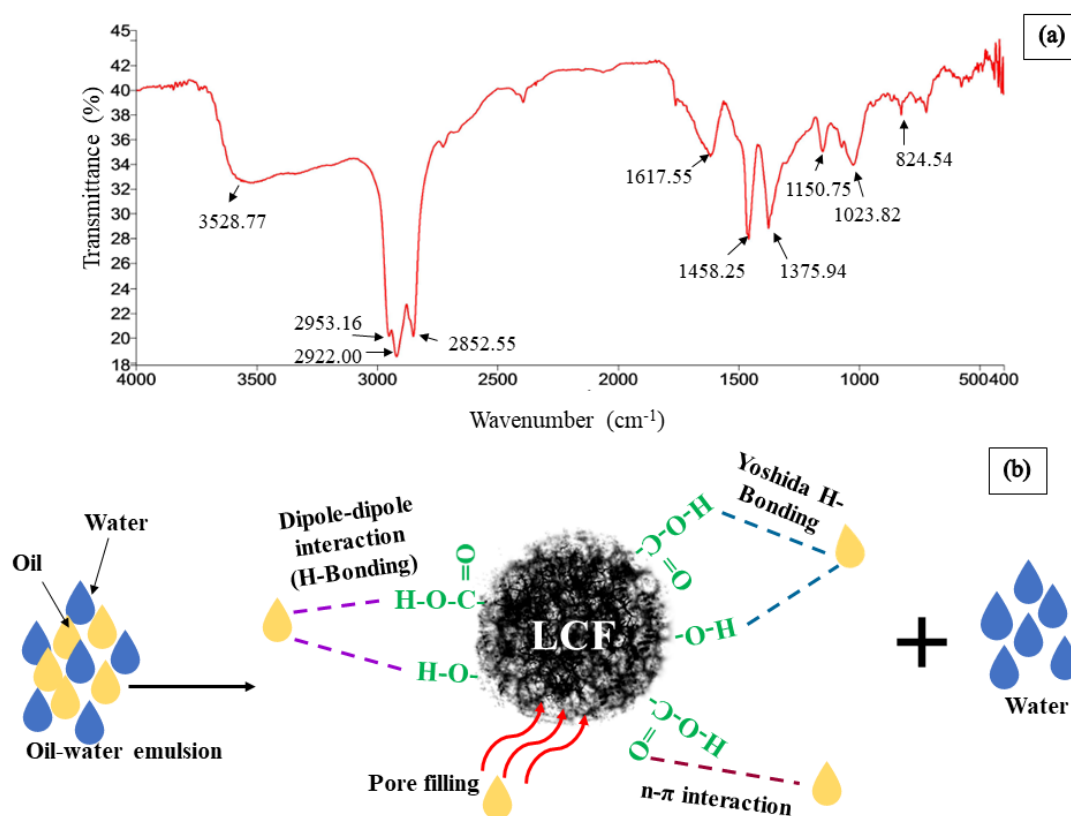 (a)
45
42
40
38
36
34
32
30
28
26
24
22
20
18
Transmittance (%)
3528.77
2953.16
2922.00
2852.55
1617.55
1458.25
1375.94
1150.75
1023.82
824.54
4000 3500 3000 2500 2000 1500 1000 500 400
Wavenumber (cm⁻¹)
(b)
Water
Oil
Oil-water emulsion
Dipole-dipole
interaction
(H-Bonding)
O
H-O-C-
H-O-
LCF
Yoshida H-
Bonding
C-O-H
O
-O-H
C-O-H
O
n-π interaction
Pore filling
+
Water